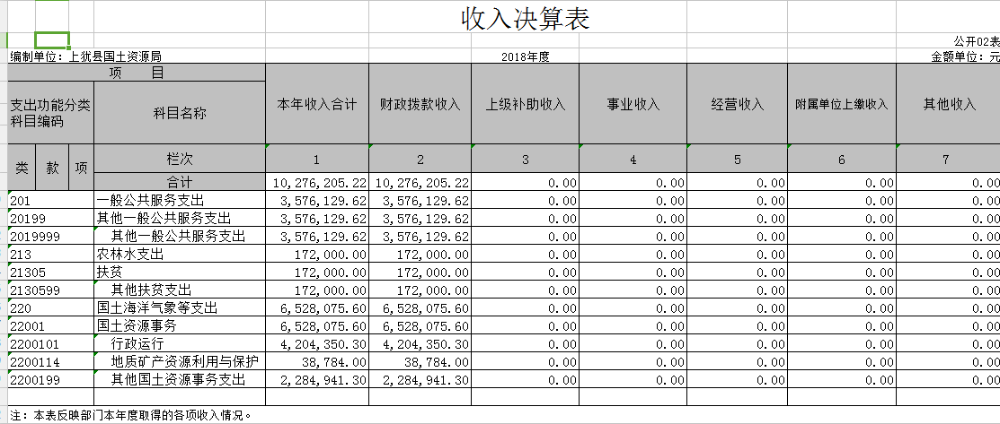 收入决算表
公开02表
编制单位：上犹县国土资源局 2018年度 金额单位：元
项 目 本年收入合计 财政拨款收入 上级补助收入 事业收入 经营收入 附属单位上缴收入 其他收入
支出功能分类科目编码 科目名称
类 款 项 栏次 1 2 3 4 5 6 7
合计 10,276,205.22 10,276,205.22 0.00 0.00 0.00 0.00 0.00
201 一般公共服务支出 3,576,129.62 3,576,129.62 0.00 0.00 0.00 0.00 0.00
20199 其他一般公共服务支出 3,576,129.62 3,576,129.62 0.00 0.00 0.00 0.00 0.00
2019999 其他一般公共服务支出 3,576,129.62 3,576,129.62 0.00 0.00 0.00 0.00 0.00
213 农林水支出 172,000.00 172,000.00 0.00 0.00 0.00 0.00 0.00
21305 扶贫 172,000.00 172,000.00 0.00 0.00 0.00 0.00 0.00
2130599 其他扶贫支出 172,000.00 172,000.00 0.00 0.00 0.00 0.00 0.00
220 国土海洋气象等支出 6,528,075.60 6,528,075.60 0.00 0.00 0.00 0.00 0.00
22001 国土资源事务 6,528,075.60 6,528,075.60 0.00 0.00 0.00 0.00 0.00
2200101 行政运行 4,204,350.30 4,204,350.30 0.00 0.00 0.00 0.00 0.00
2200114 地质矿产资源利用与保护 38,784.00 38,784.00 0.00 0.00 0.00 0.00 0.00
2200199 其他国土资源事务支出 2,284,941.30 2,284,941.30 0.00 0.00 0.00 0.00 0.00
注：本表反映部门本年度取得的各项收入情况。